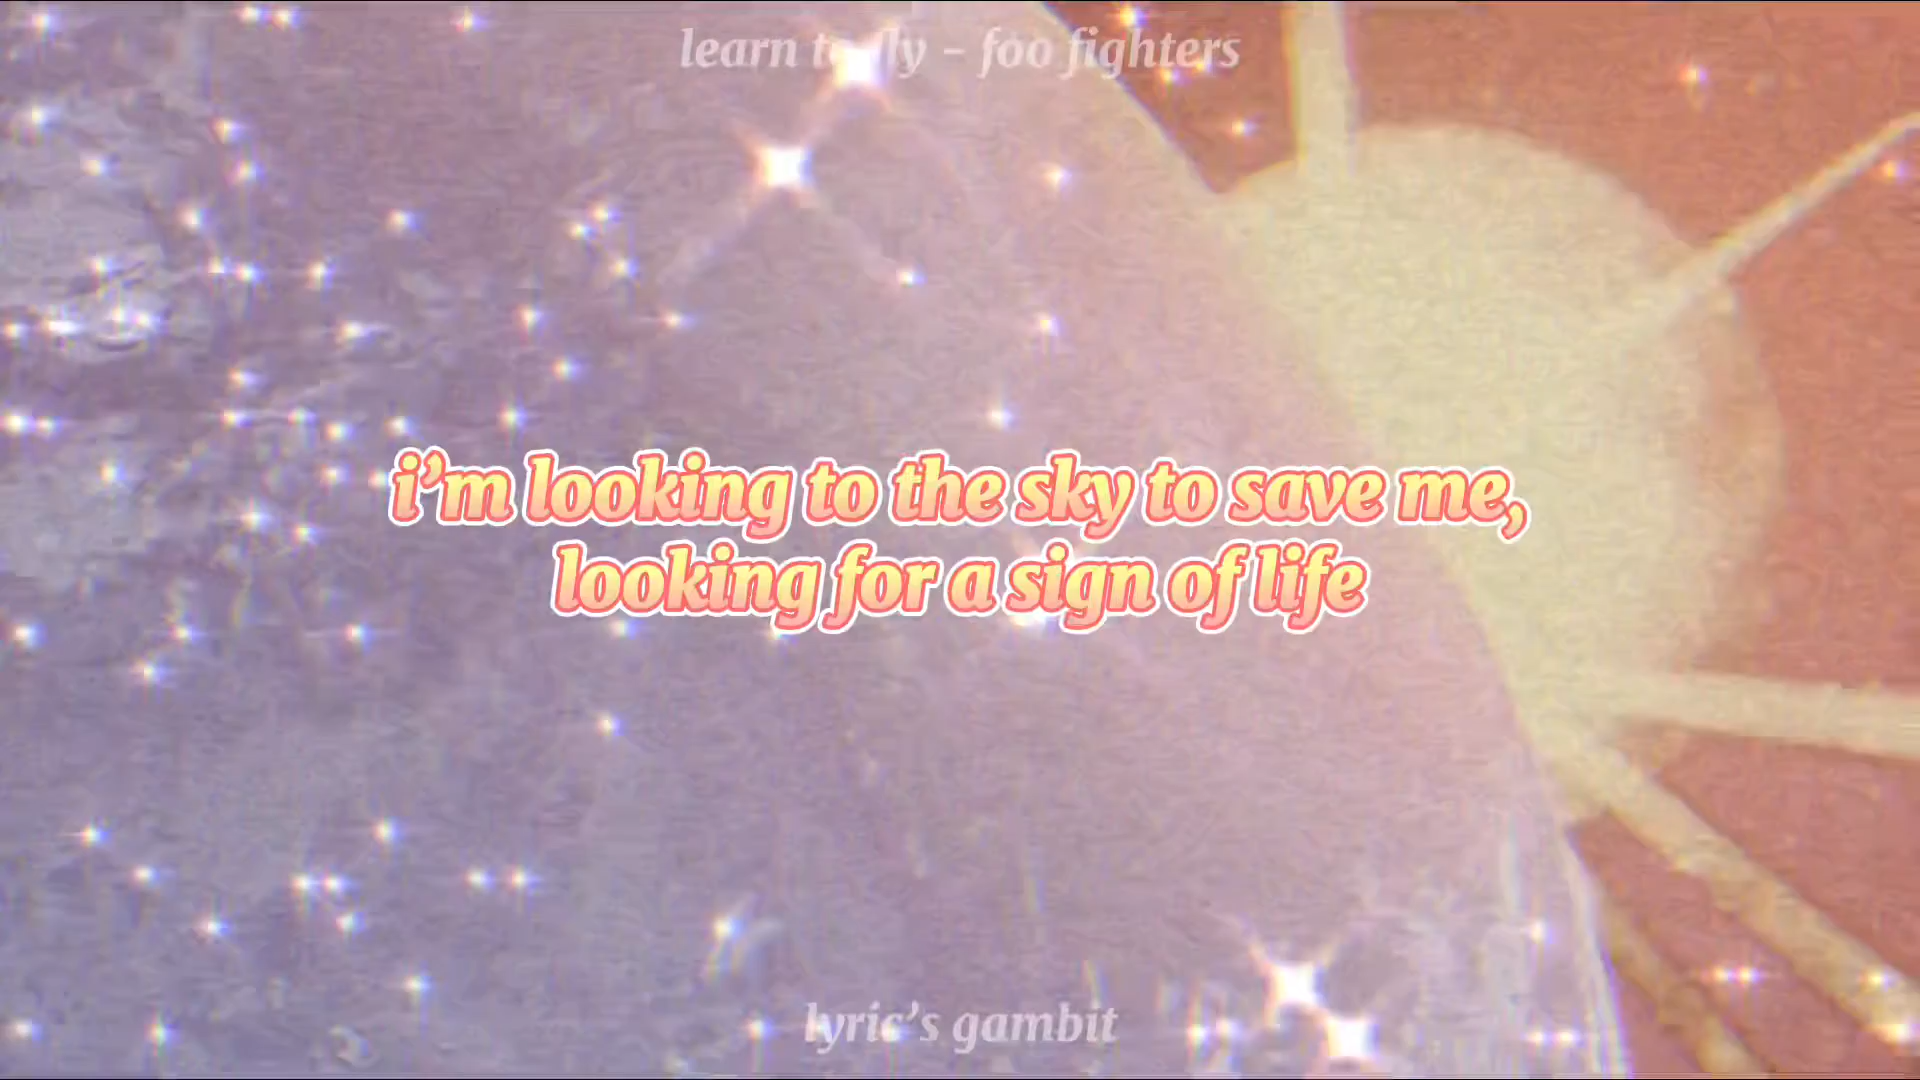 learn to fly - foo fighters
i'm looking to the sky to save me,
looking for a sign of life
lyric's gambit